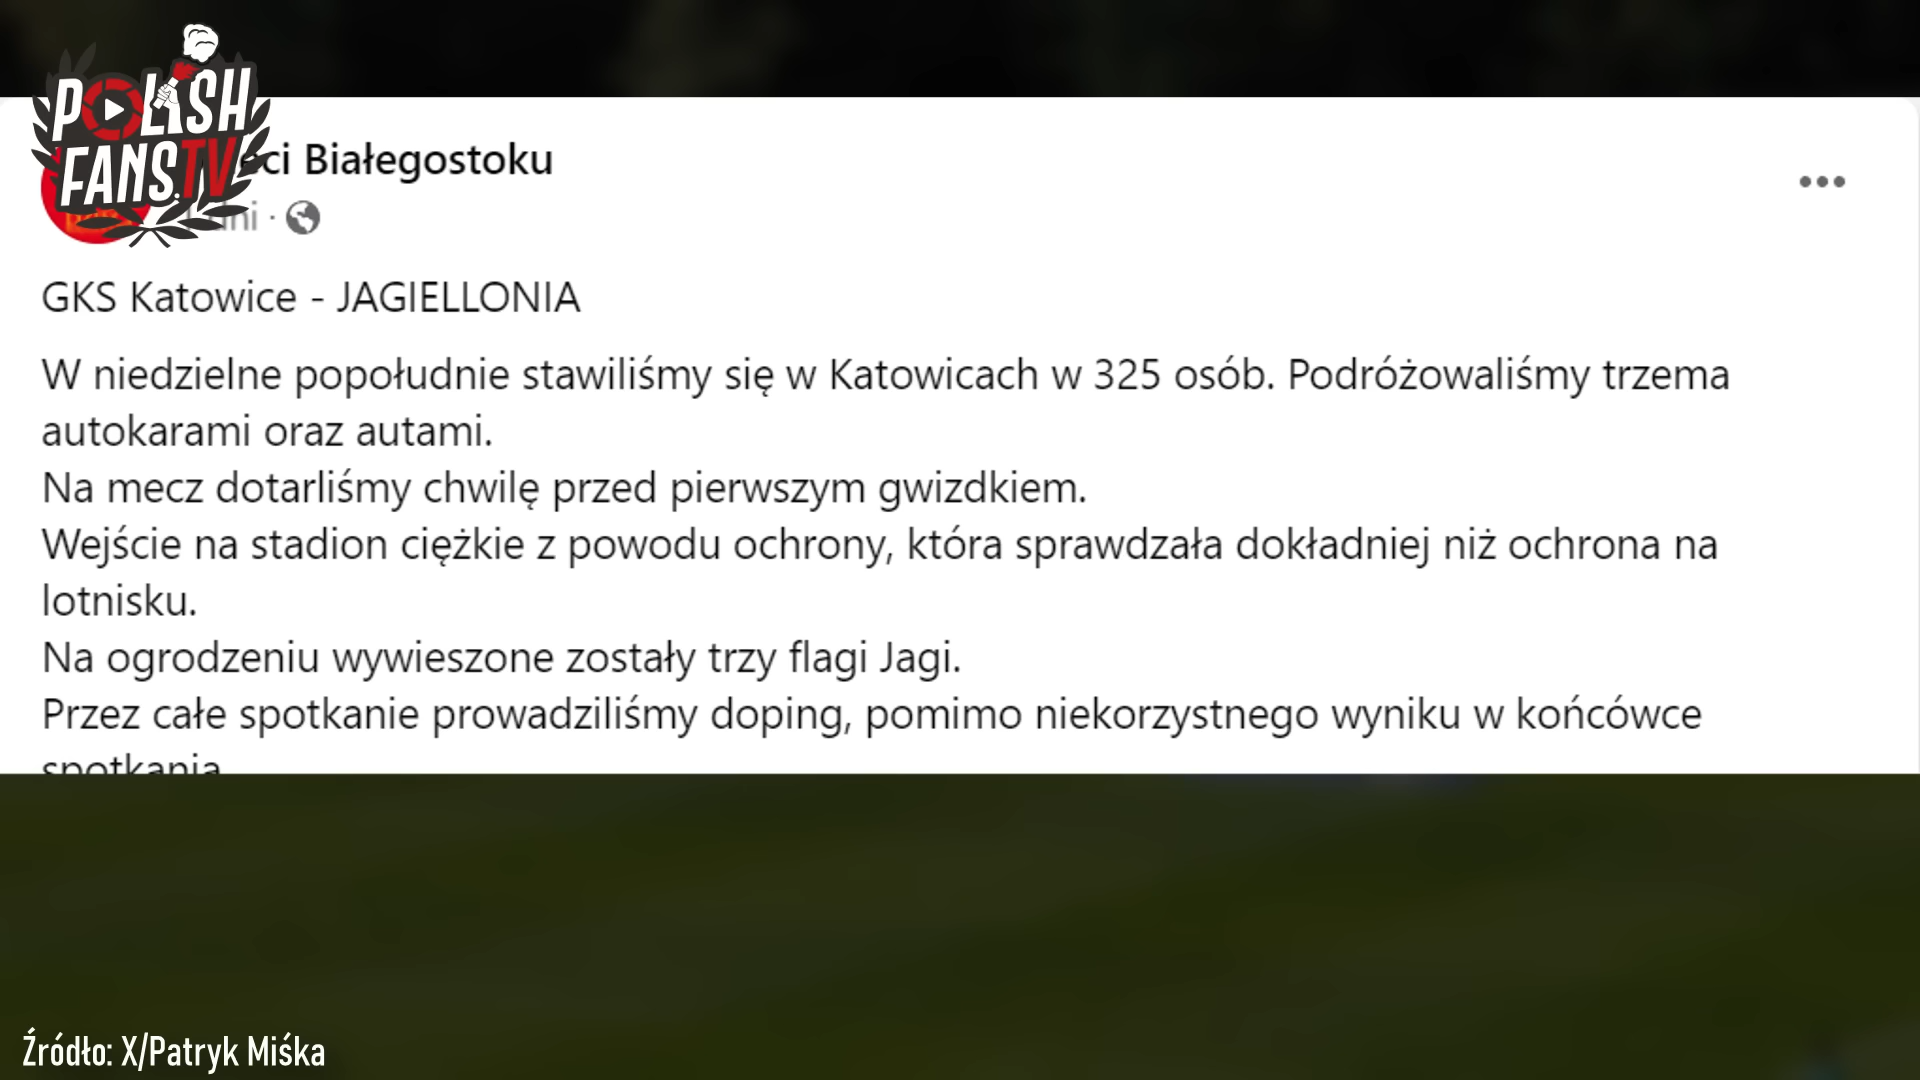 POLISH
FANS.TV
Białegostoku
GKS Katowice - JAGIELLONIA
W niedzielne popołudnie stawiliśmy się w Katowicach w 325 osób. Podróżowaliśmy trzema
autokarami oraz autami.
Na mecz dotarliśmy chwilę przed pierwszym gwizdkiem.
Wejście na stadion ciężkie z powodu ochrony, która sprawdzała dokładniej niż ochrona na
lotnisku.
Na ogrodzeniu wywieszone zostały trzy flagi Jagi.
Przez całe spotkanie prowadziliśmy doping, pomimo niekorzystnego wyniku w końcówce
spotkania
Źródło: X/Patryk Miśka